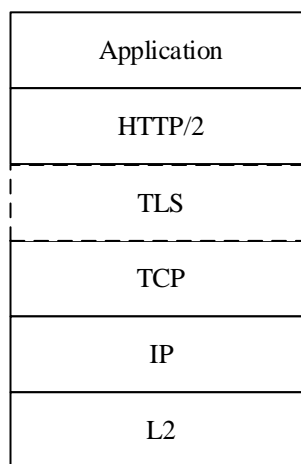 Application
HTTP/2
TLS
TCP
IP
L2